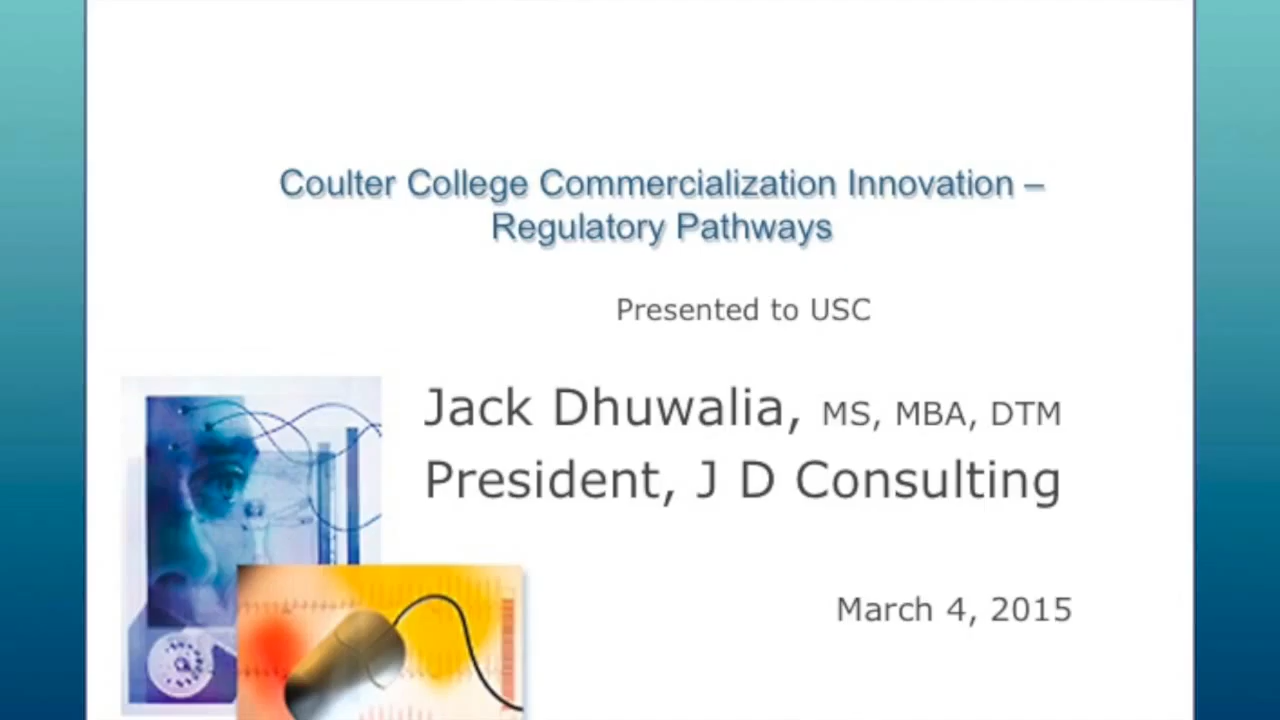 Coulter College Commercialization Innovation –
Regulatory Pathways
Presented to USC
Jack Dhuwalia, MS, MBA, DTM
President, J D Consulting
March 4, 2015